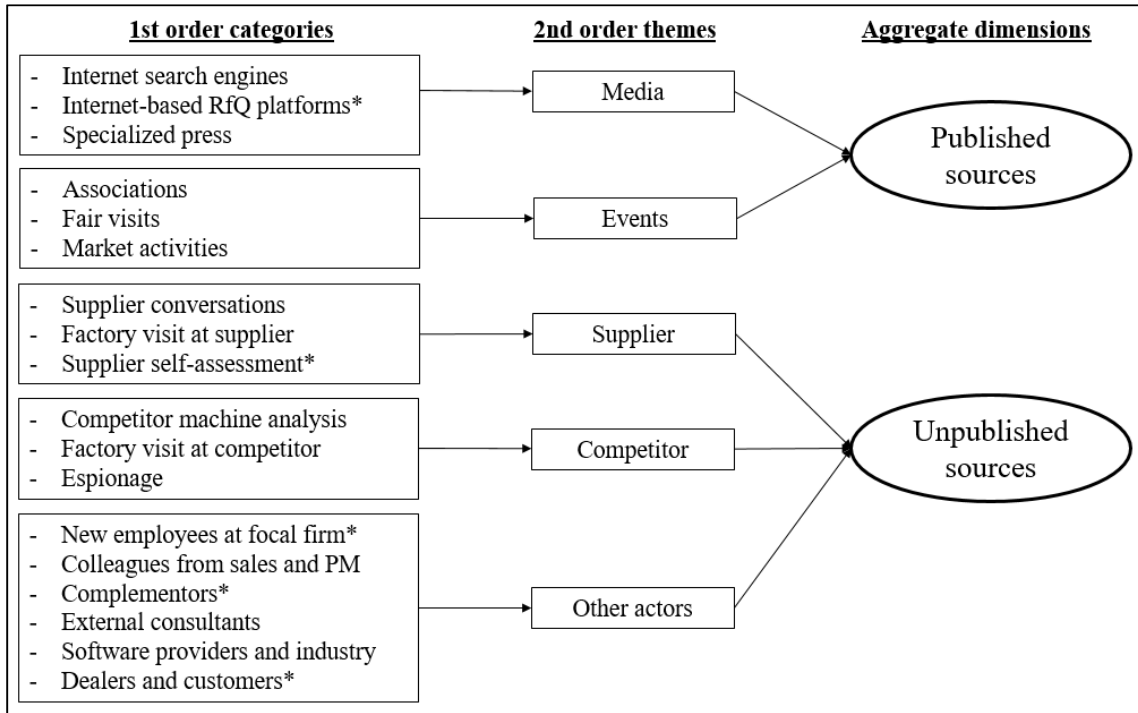 1st order categories
2nd order themes
Aggregate dimensions
- Internet search engines
- Internet-based RfQ platforms*
- Specialized press
Media
- Associations
- Fair visits
- Market activities
Events
Published
sources
- Supplier conversations
- Factory visit at supplier
- Supplier self-assessment*
Supplier
- Competitor machine analysis
- Factory visit at competitor
- Espionage
Competitor
- New employees at focal firm*
- Colleagues from sales and PM
- Complementors*
- External consultants
- Software providers and industry
- Dealers and customers*
Other actors
Unpublished
sources